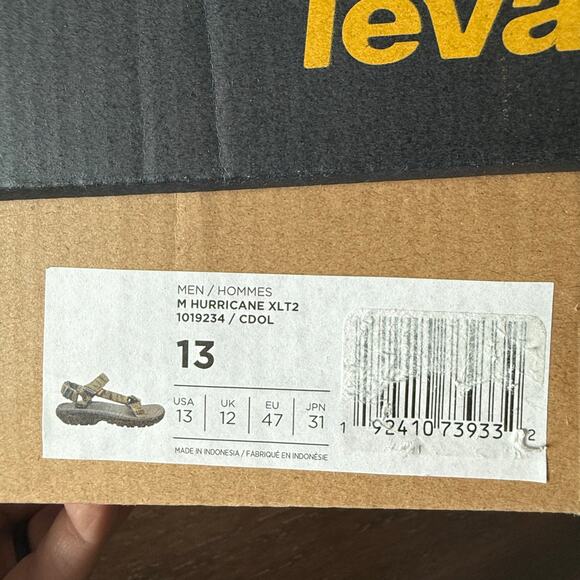 Teva
MEN / HOMMES
M HURRICANE XLT2
1019234 / CDOL
13
USA UK EU JPN
13 12 47 31
1 92410 73933 2
MADE IN INDONESIA / FABRIQUÉ EN INDONÉSIE